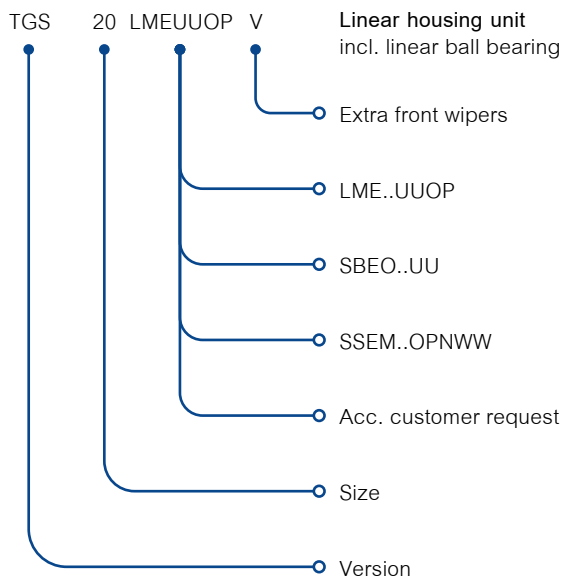 TGS 20 LMEUUOP V Linear housing unit
incl. linear ball bearing
Extra front wipers
LME..UUOP
SBEO..UU
SSEM..OPNWW
Acc. customer request
Size
Version